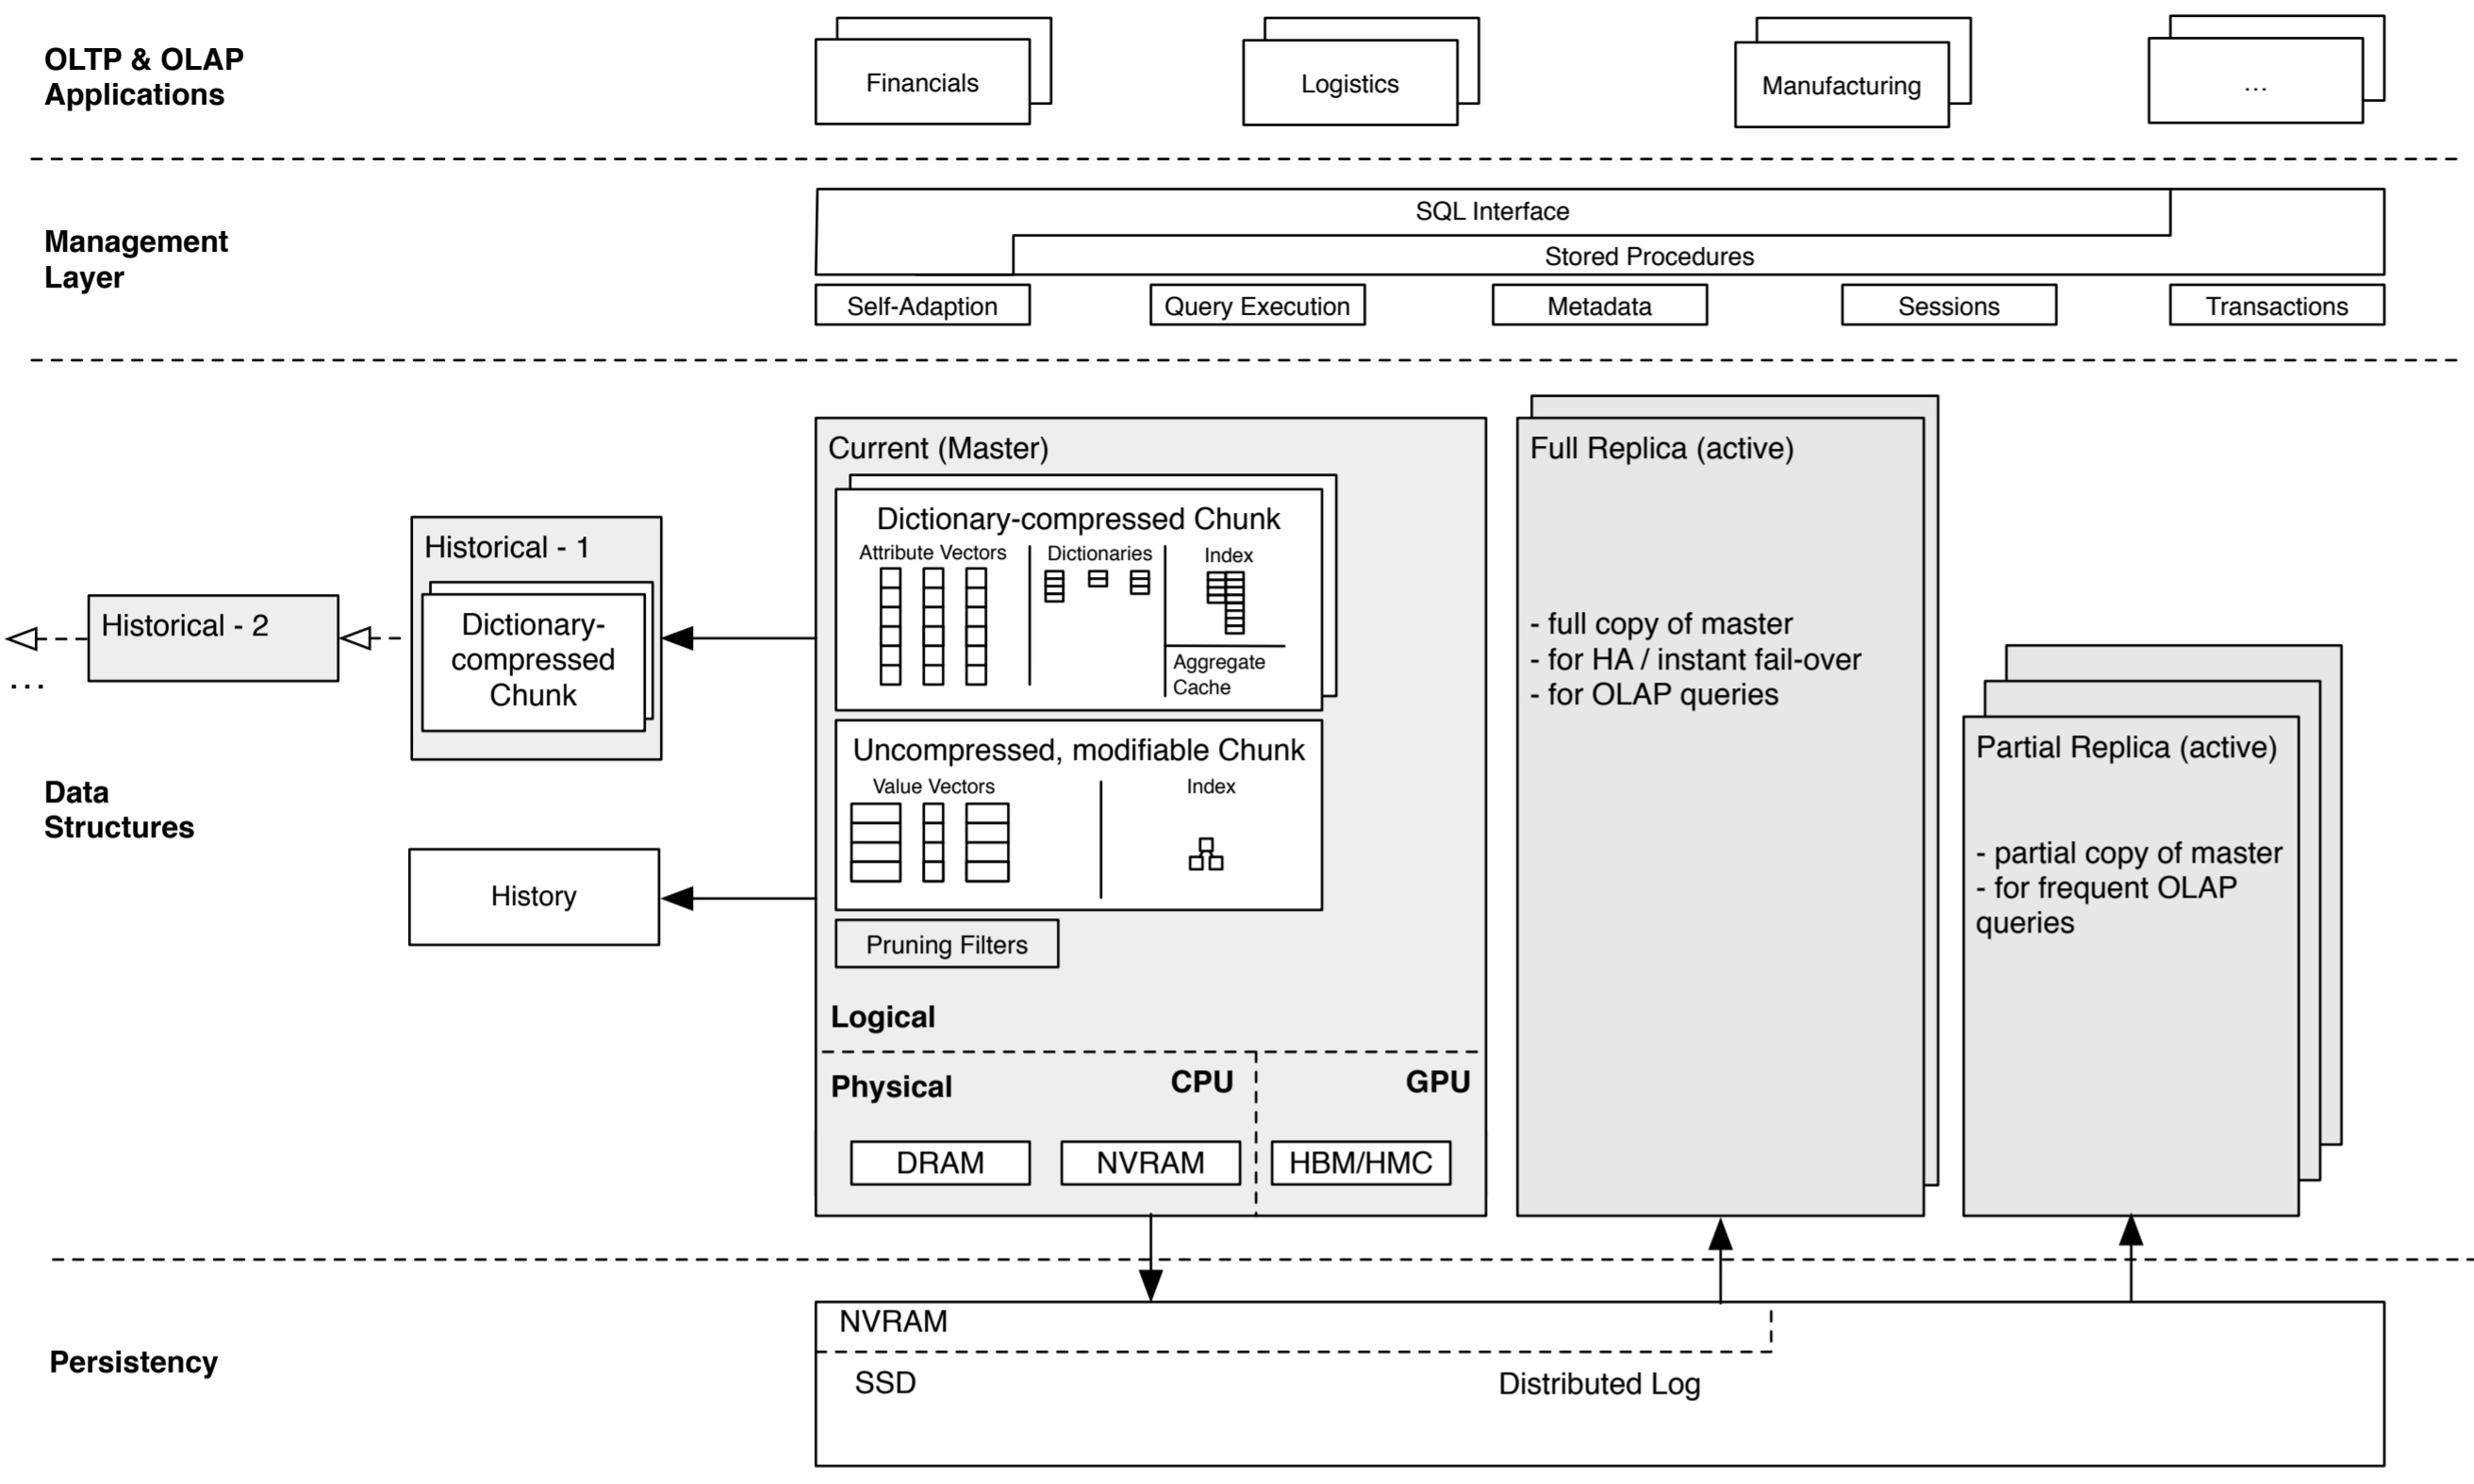 OLTP & OLAP
Applications
Financials
Logistics
Manufacturing
...
Management
Layer
SQL Interface
Stored Procedures
Self-Adaption
Query Execution
Metadata
Sessions
Transactions
Data
Structures
...
Historical - 2
Historical - 1
Dictionary-
compressed
Chunk
History
Current (Master)
Dictionary-compressed Chunk
Attribute Vectors
Dictionaries
Index
Aggregate
Cache
Uncompressed, modifiable Chunk
Value Vectors
Index
Pruning Filters
Logical
Physical
CPU
GPU
DRAM
NVRAM
HBM/HMC
Full Replica (active)
- full copy of master
- for HA / instant fail-over
- for OLAP queries
Partial Replica (active)
- partial copy of master
- for frequent OLAP
queries
Persistency
NVRAM
SSD
Distributed Log